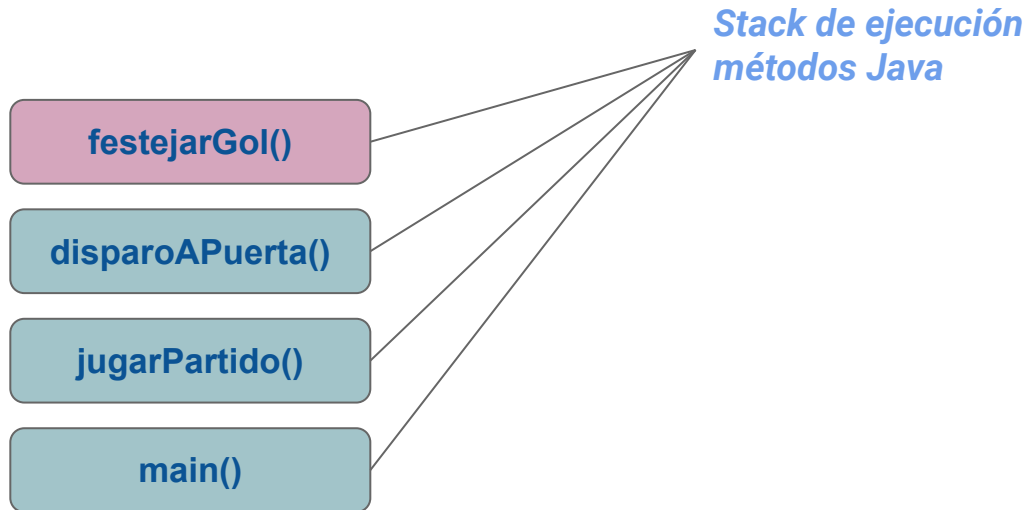 Stack de ejecución
métodos Java
festejarGol()
disparoAPuerta()
jugarPartido()
main()